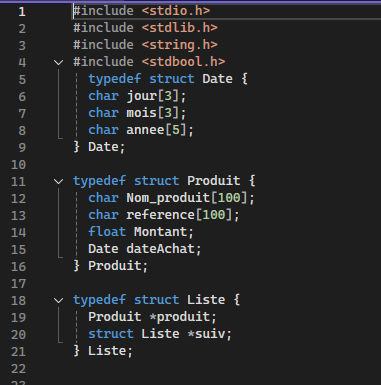 1 #include <stdio.h>
2 #include <stdlib.h>
3 #include <string.h>
4 #include <stdbool.h>
5 typedef struct Date {
6 char jour[3];
7 char mois[3];
8 char annee[5];
9 } Date;
10
11 typedef struct Produit {
12 char Nom_produit[100];
13 char reference[100];
14 float Montant;
15 Date dateAchat;
16 } Produit;
17
18 typedef struct Liste {
19 Produit *produit;
20 struct Liste *suiv;
21 } Liste;
22
23